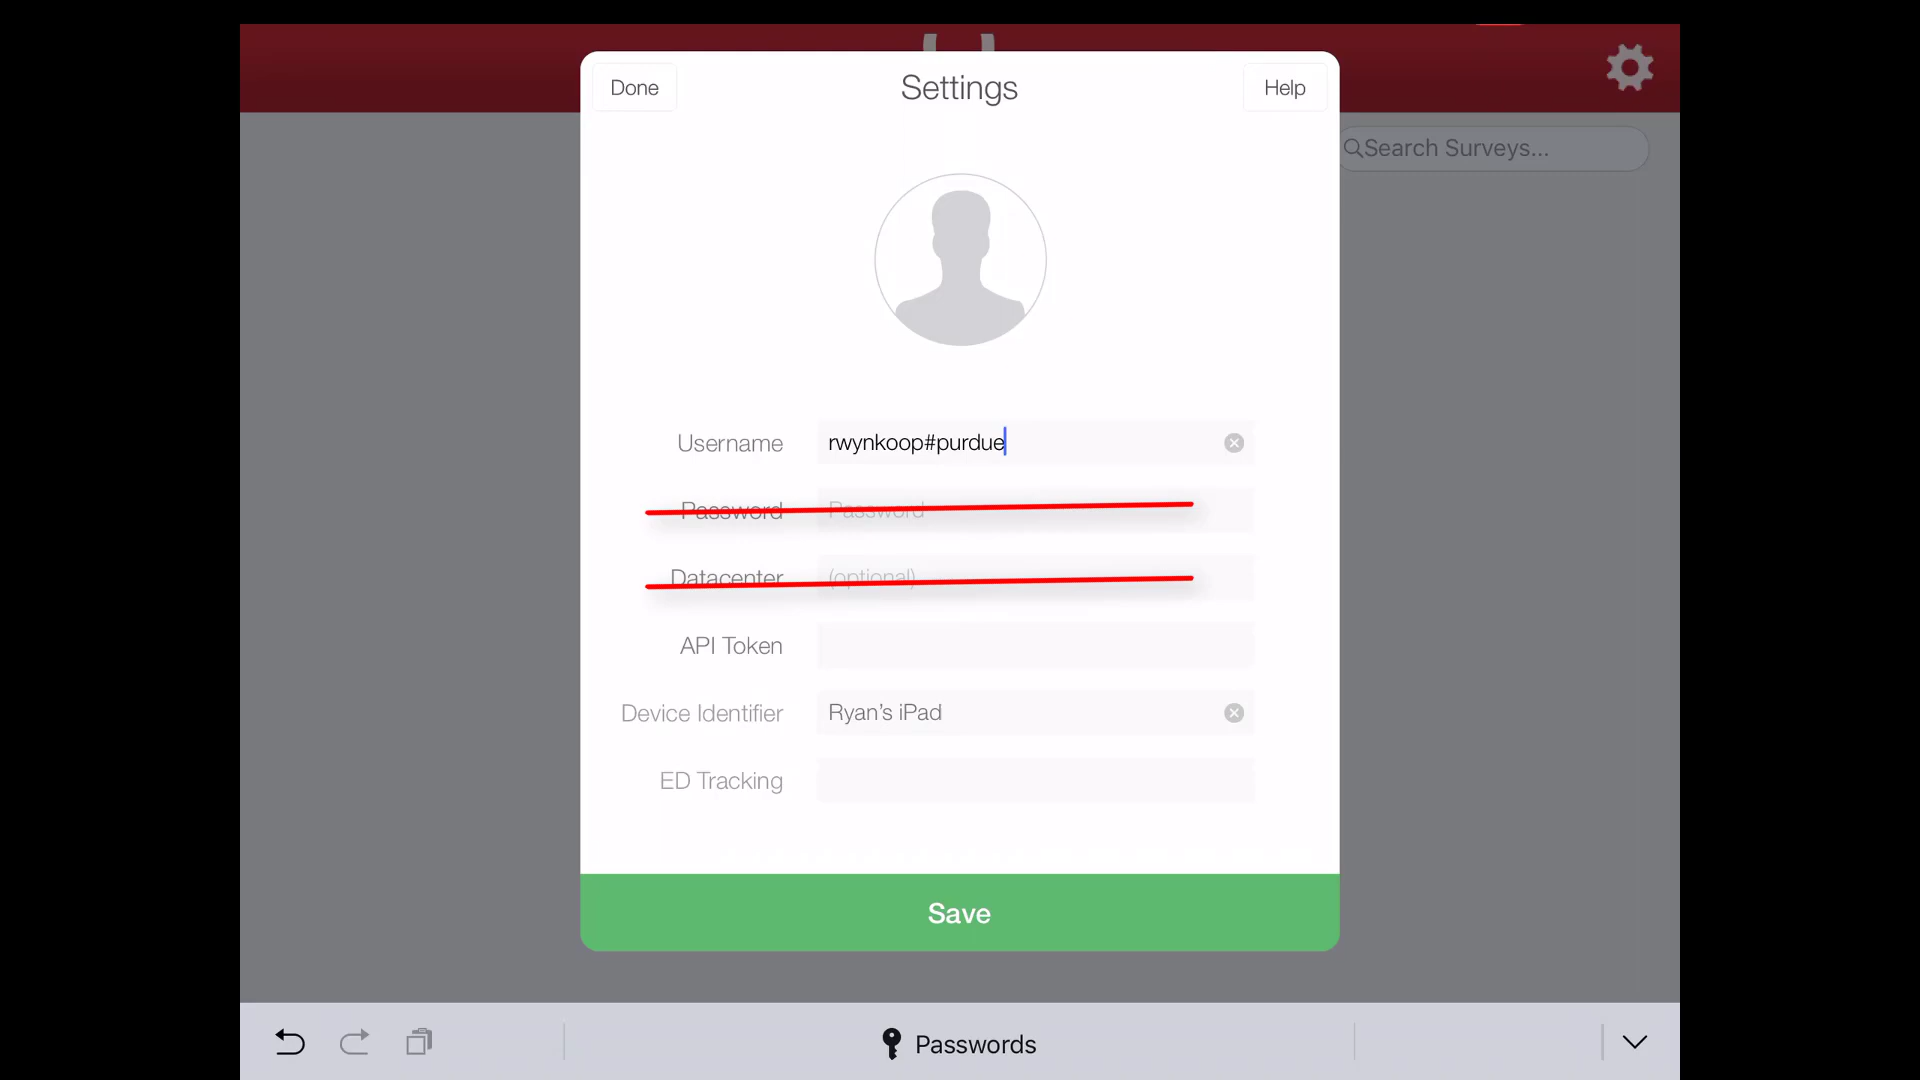 Done
Settings
Help
Search Surveys...
Username
rwynkoop#purdue
Password
Password
Datacenter
(optional)
API Token
Device Identifier
Ryan’s iPad
ED Tracking
Save
Passwords